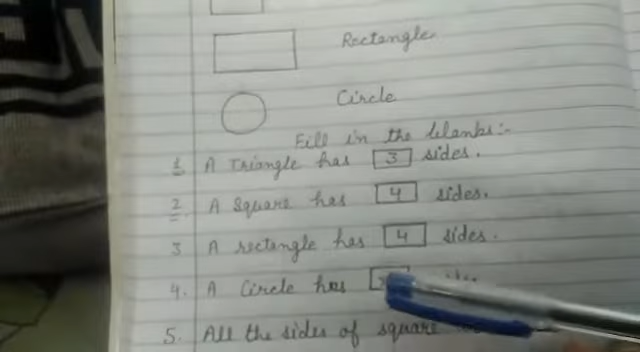 Rectangle
Circle
Fill in the blanks:-
1 A Triangle has 3 sides.
2. A Square has 4 sides.
3 A rectangle has 4 sides.
4. A Circle has
5. All the sides of square